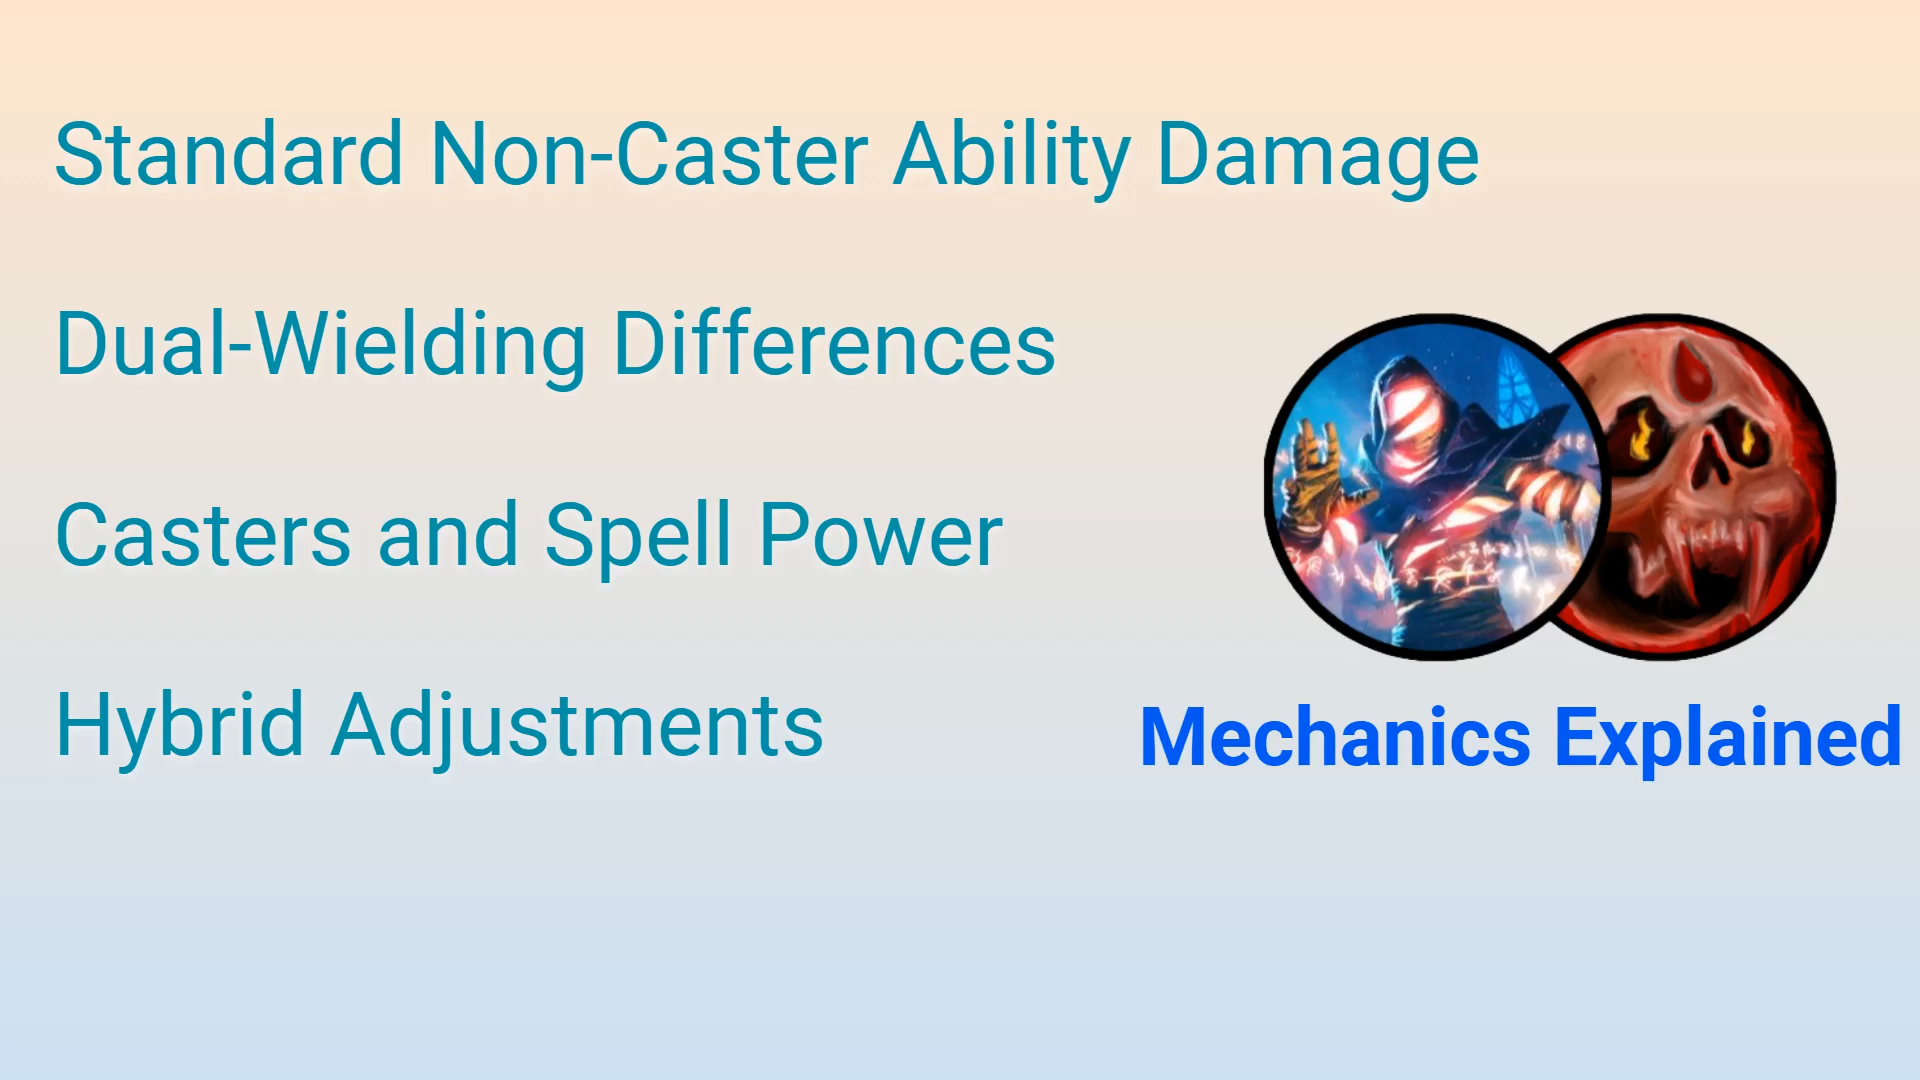 Standard Non-Caster Ability Damage
Dual-Wielding Differences
Casters and Spell Power
Hybrid Adjustments
Mechanics Explained